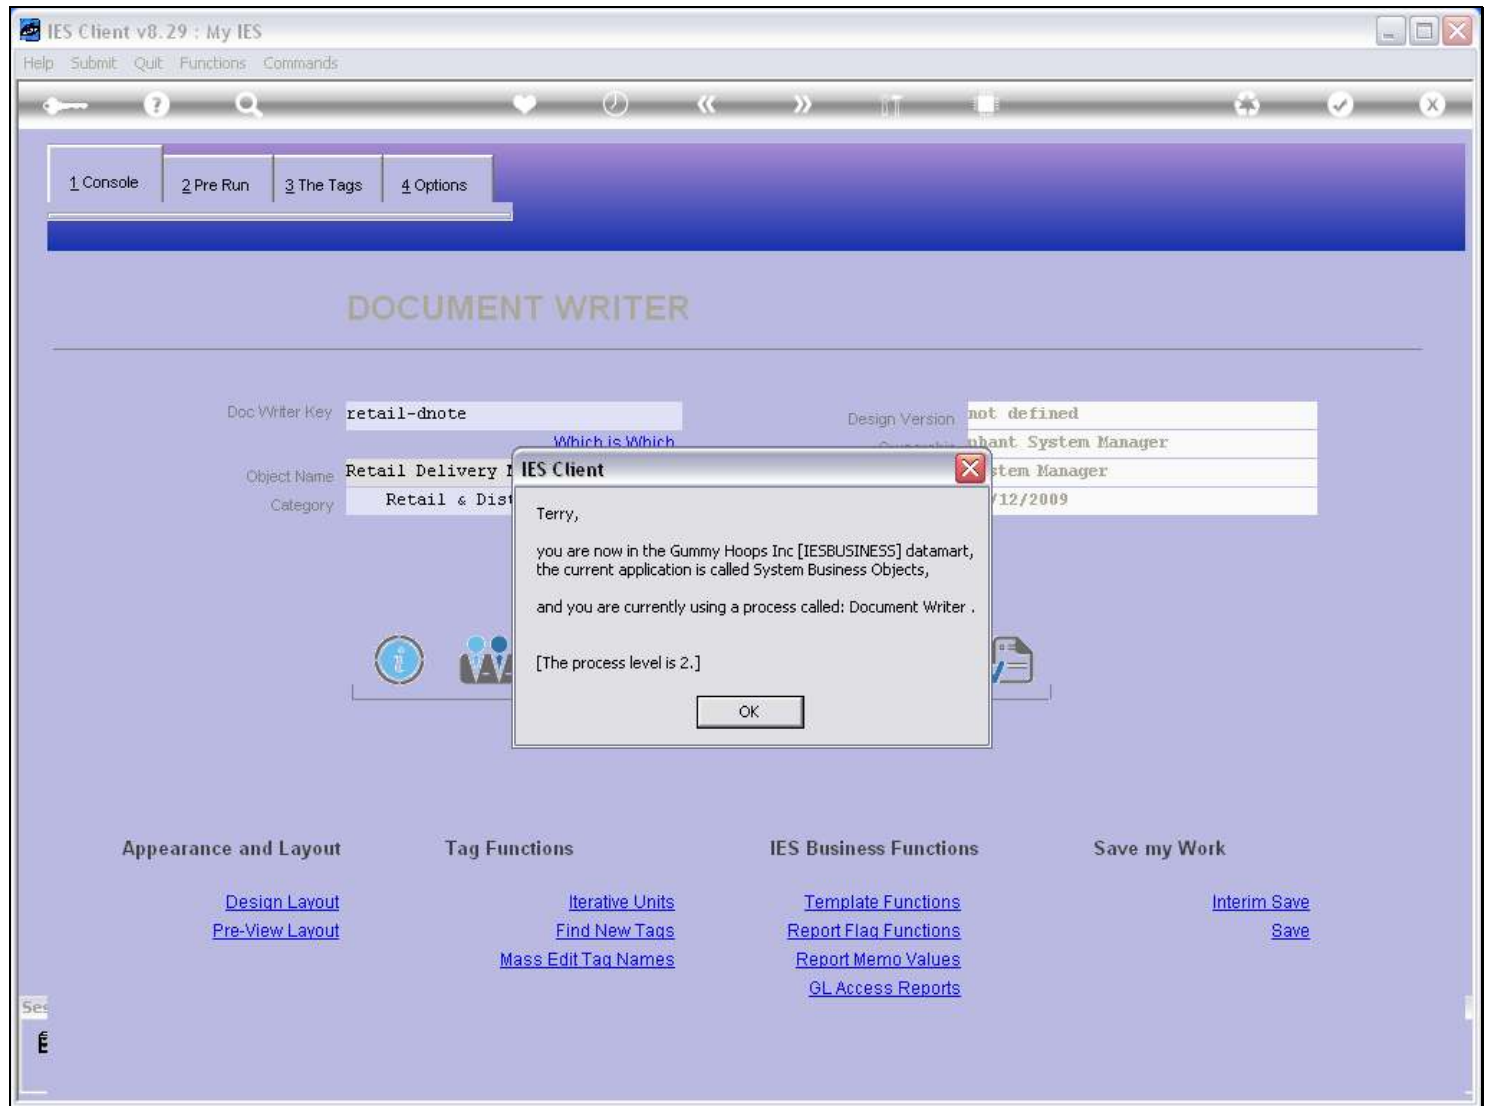 IES Client v8.29 : My IES
Help Submit Quit Functions Commands
1 Console 2 Pre Run 3 The Tags 4 Options
DOCUMENT WRITER
Doc Writer Key retail-dnote Design Version not defined
Which is Which System Manager
Object Name Retail Delivery Manager
Category Retail & /12/2009
IES Client
Terry,
you are now in the Gummy Hoops Inc [IESBUSINESS] datamart,
the current application is called System Business Objects,
and you are currently using a process called: Document Writer .
[The process level is 2.]
OK
Appearance and Layout Tag Functions IES Business Functions Save my Work
Design Layout Iterative Units Template Functions Interim Save
Pre-View Layout Find New Tags Report Flag Functions Save
Mass Edit Tag Names Report Memo Values
GL Access Reports